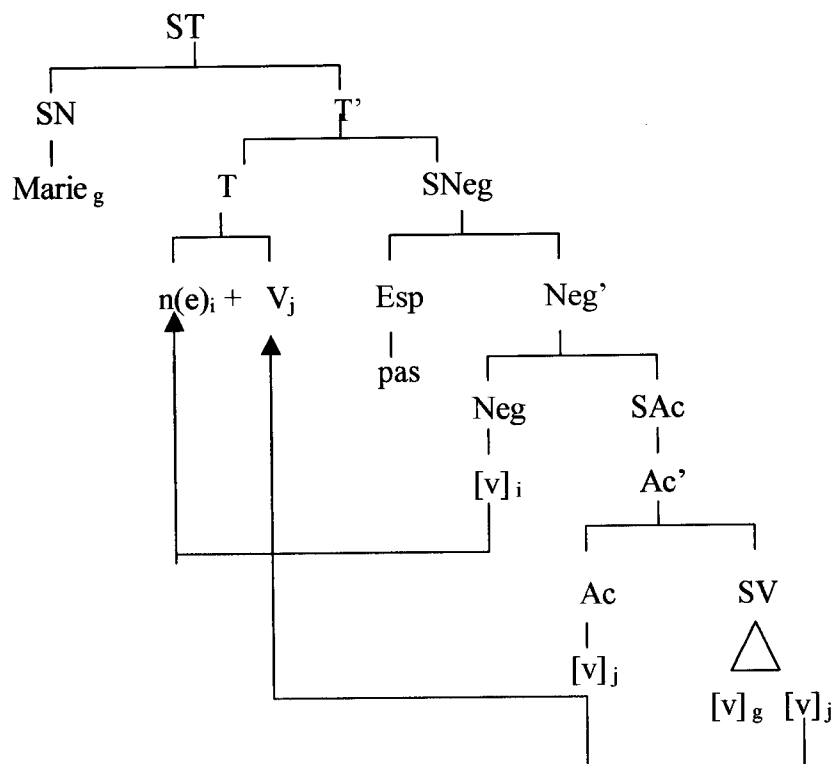 ST
SN T’
Marie g T SNeg
n(e)i + Vj Esp Neg’
pas
Neg SAc
[v] i Ac’
Ac SV
[v] j
[v] g [v] j